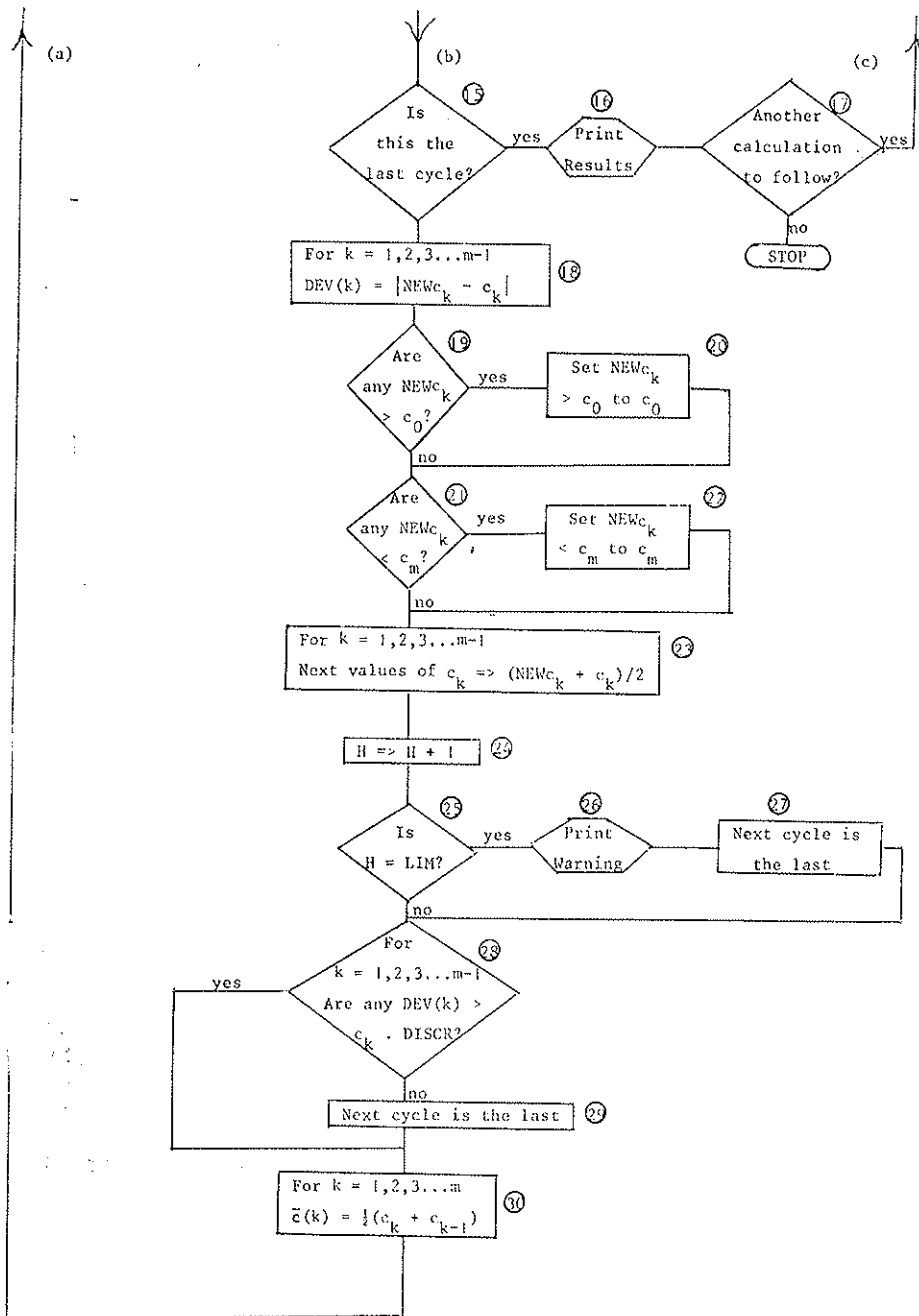 (a)
(b)
(c)
15
Is
this the
last cycle?
yes
16
Print
Results
17
Another
calculation
to follow?
yes
no
STOP
For k = 1,2,3...m-1
DEV(k) = |NEWc_k - c_k|
18
19
Are
any NEWc_k
> c_0?
yes
20
Set NEWc_k
> c_0 to c_0
no
21
Are
any NEWc_k
< c_m?
yes
22
Set NEWc_k
< c_m to c_m
no
For k = 1,2,3...m-1
Next values of c_k => (NEWc_k + c_k)/2
23
H => H + 1
24
25
Is
H = LIM?
yes
26
Print
Warning
27
Next cycle is
the last
no
28
For
k = 1,2,3...m-1
Are any DEV(k) >
c_k . DISCR?
yes
no
Next cycle is the last
29
For k = 1,2,3...m
c̄(k) = ½(c_k + c_{k-1})
30